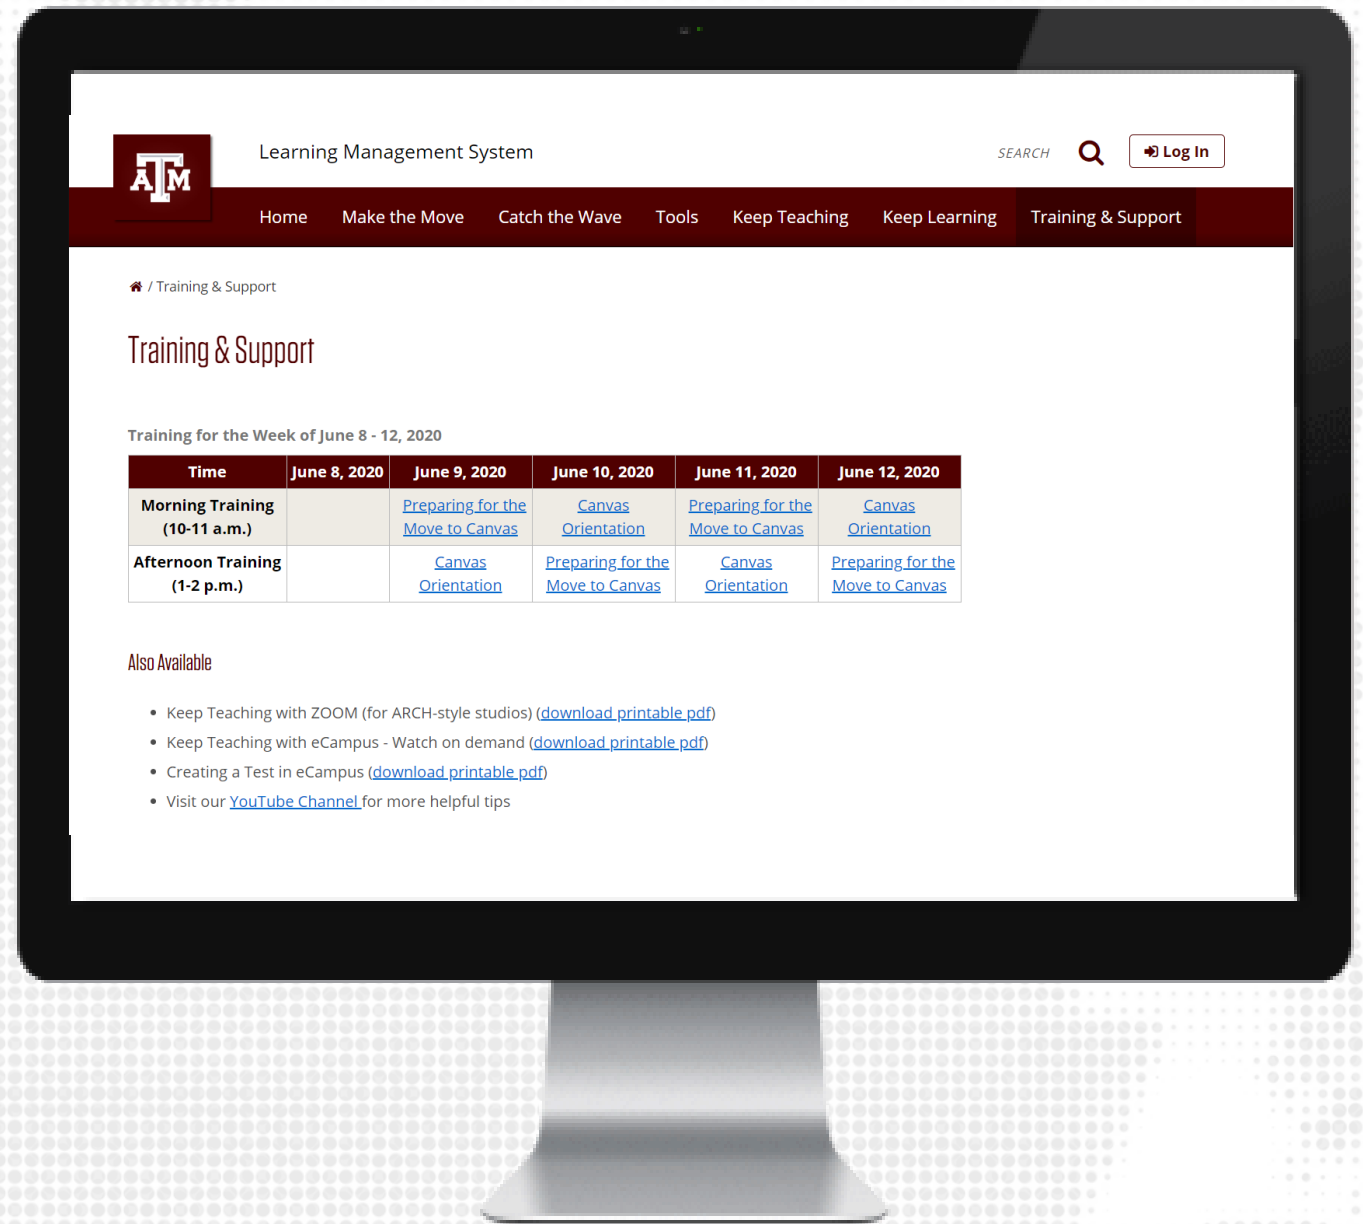 ATM
Learning Management System
SEARCH
Log In
Home Make the Move Catch the Wave Tools Keep Teaching Keep Learning Training & Support
/ Training & Support
Training & Support
Training for the Week of June 8 - 12, 2020
Time June 8, 2020 June 9, 2020 June 10, 2020 June 11, 2020 June 12, 2020
Morning Training (10-11 a.m.) Preparing for the Move to Canvas Canvas Orientation Preparing for the Move to Canvas Canvas Orientation
Afternoon Training (1-2 p.m.) Canvas Orientation Preparing for the Move to Canvas Canvas Orientation Preparing for the Move to Canvas
Also Available
• Keep Teaching with ZOOM (for ARCH-style studios) (download printable pdf)
• Keep Teaching with eCampus - Watch on demand (download printable pdf)
• Creating a Test in eCampus (download printable pdf)
• Visit our YouTube Channel for more helpful tips